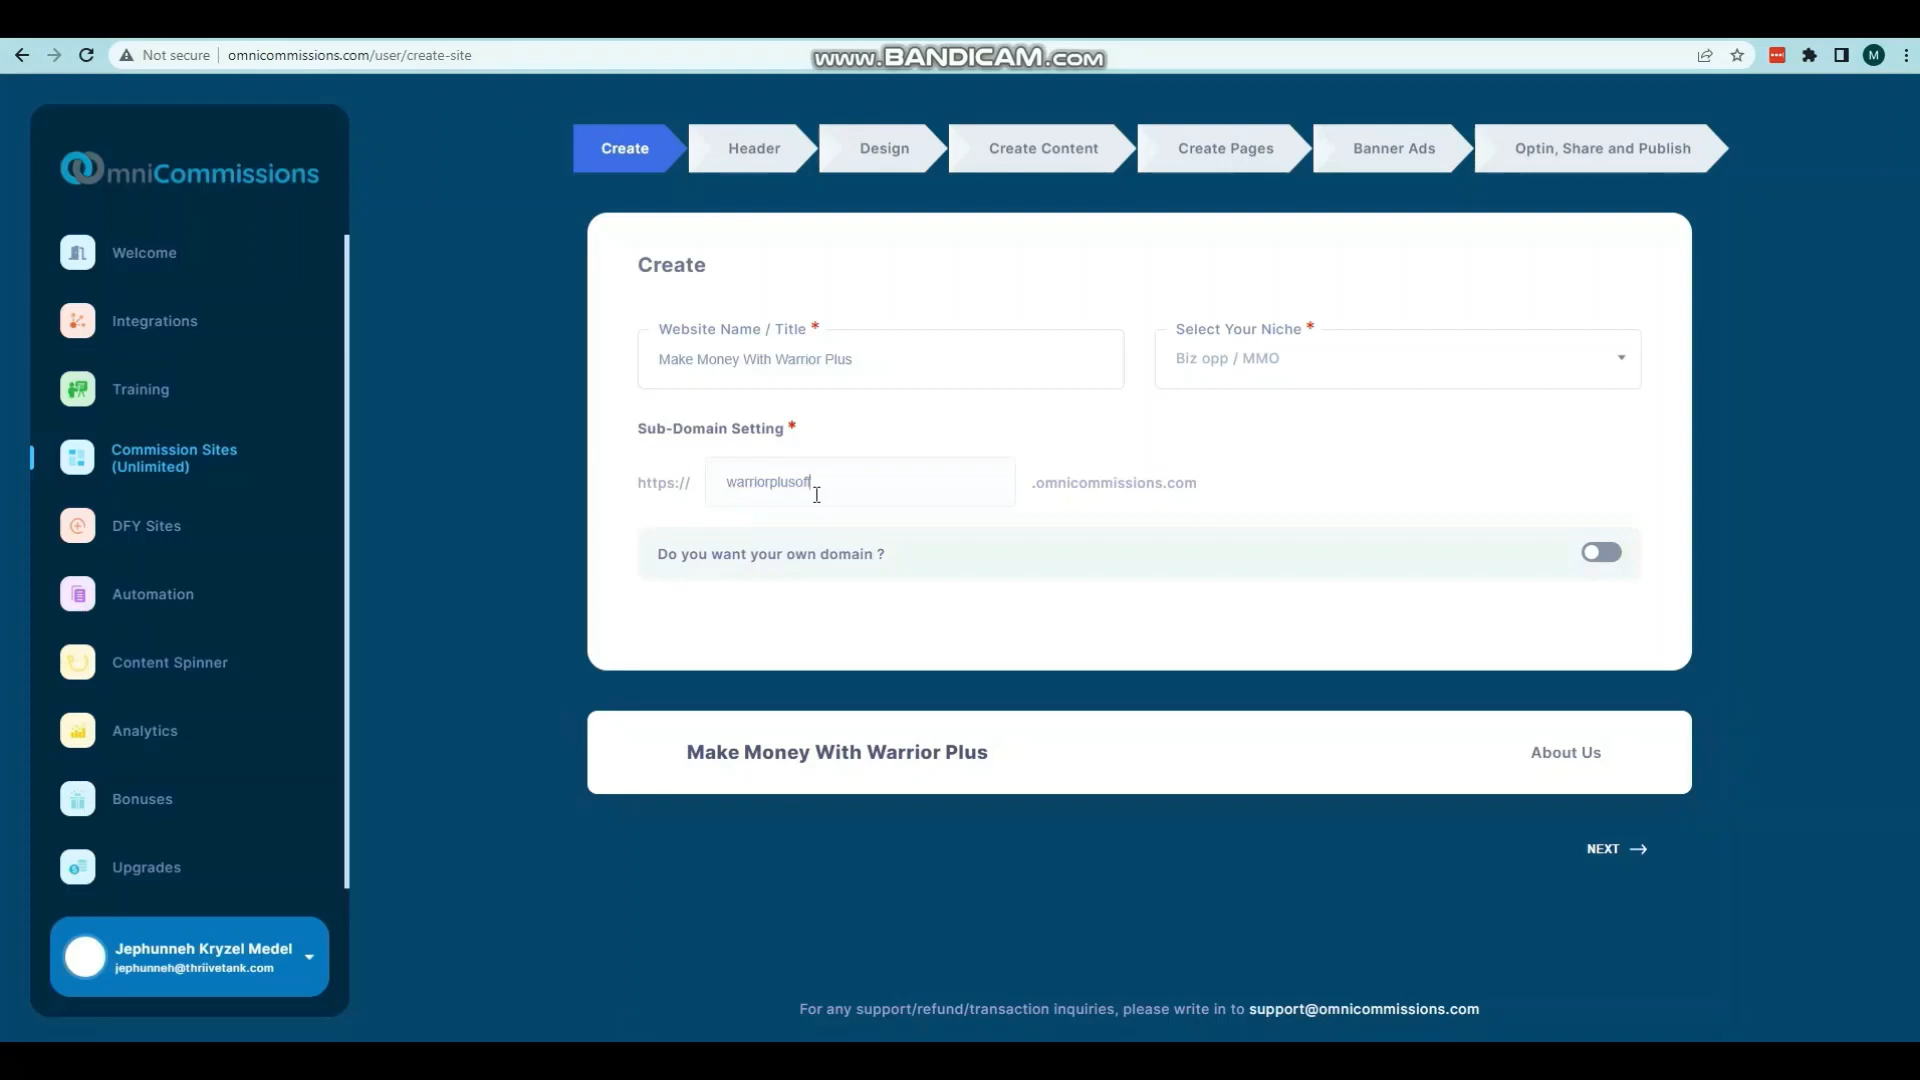 Not secure
omnicommissions.com/user/create-site
www.BANDICAM.com
M
OmniCommissions
Welcome
Integrations
Training
Commission Sites
(Unlimited)
DFY Sites
Automation
Content Spinner
Analytics
Bonuses
Upgrades
Jephunneh Kryzel Medel
jephunneh@thriivetank.com
Create
Header
Design
Create Content
Create Pages
Banner Ads
Optin, Share and Publish
Create
Website Name / Title *
Make Money With Warrior Plus
Select Your Niche *
Biz opp / MMO
Sub-Domain Setting *
https://
warriorplusoff
.omnicommissions.com
Do you want your own domain ?
Make Money With Warrior Plus
About Us
NEXT
For any support/refund/transaction inquiries, please write in to support@omnicommissions.com